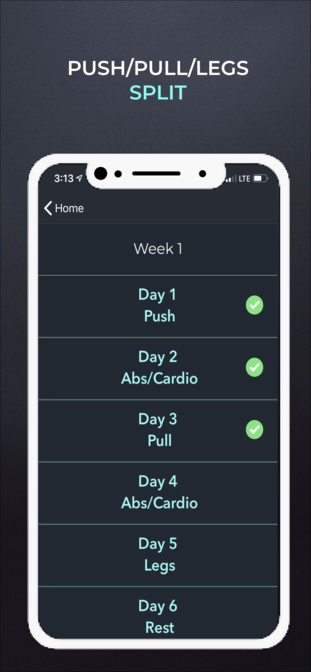 PUSH/PULL/LEGS
SPLIT
3:13
LTE
Home
Week 1
Day 1
Push
Day 2
Abs/Cardio
Day 3
Pull
Day 4
Abs/Cardio
Day 5
Legs
Day 6
Rest